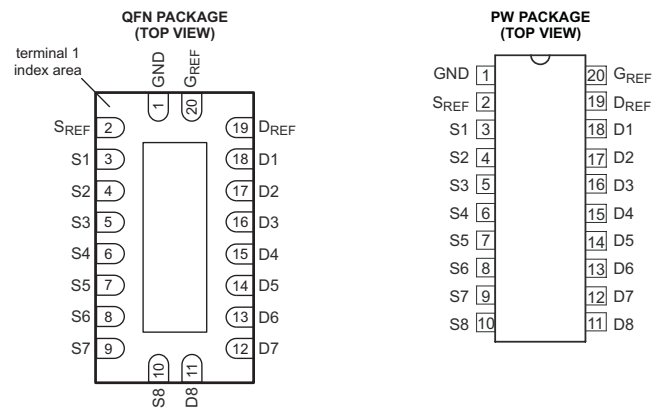 QFN PACKAGE
(TOP VIEW)
terminal 1
index area
GND
GREF
1
20
SREF 2
19 DREF
S1 3
18 D1
S2 4
17 D2
S3 5
16 D3
S4 6
15 D4
S5 7
14 D5
S6 8
13 D6
S7 9
12 D7
10
11
S8
D8
PW PACKAGE
(TOP VIEW)
GND 1
20 GREF
SREF 2
19 DREF
S1 3
18 D1
S2 4
17 D2
S3 5
16 D3
S4 6
15 D4
S5 7
14 D5
S6 8
13 D6
S7 9
12 D7
S8 10
11 D8